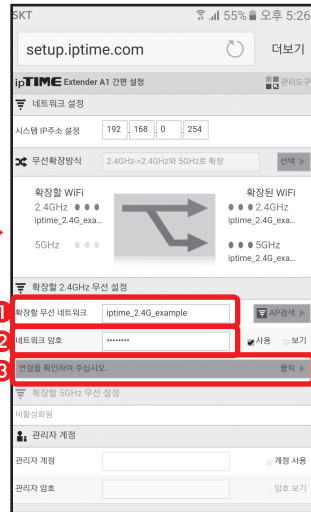 SKT 55% 오후 5:26
setup.iptime.com 더보기
ipTIME Extender A1 간편 설정 관리도구
네트워크 설정
시스템 IP주소 설정 192 . 168 . 0 . 254
무선확장방식 2.4GHz->2.4GHz와 5GHz로 확장 선택
확장할 WiFi 확장된 WiFi
2.4GHz 2.4GHz
iptime_2.4G_exa... iptime_2.4G_exa...
5GHz 5GHz
iptime_2.4G_exa...
확장할 2.4GHz 무선 설정
1 확장할 무선 네트워크 iptime_2.4G_example AP검색
2 네트워크 암호 ******** 사용 보기
3 연결을 확인하여 주십시오. 클릭
확장할 5GHz 무선 설정
비활성화됨
관리자 계정
관리자 계정 계정 사용
관리자 암호 암호 보기